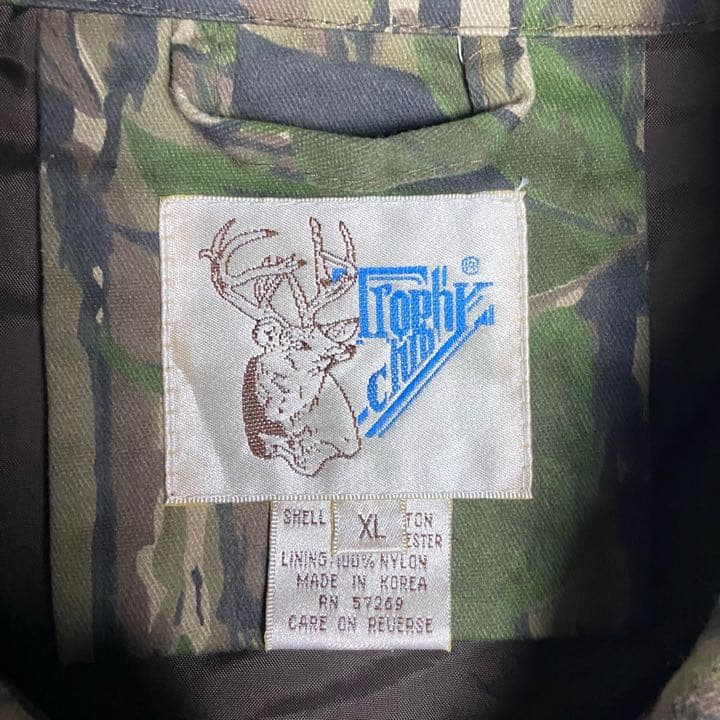 Trophy ®
Club
SHELL XL TON
ESTER
LINING 100% NYLON
MADE IN KOREA
RN 57269
CARE ON REVERSE